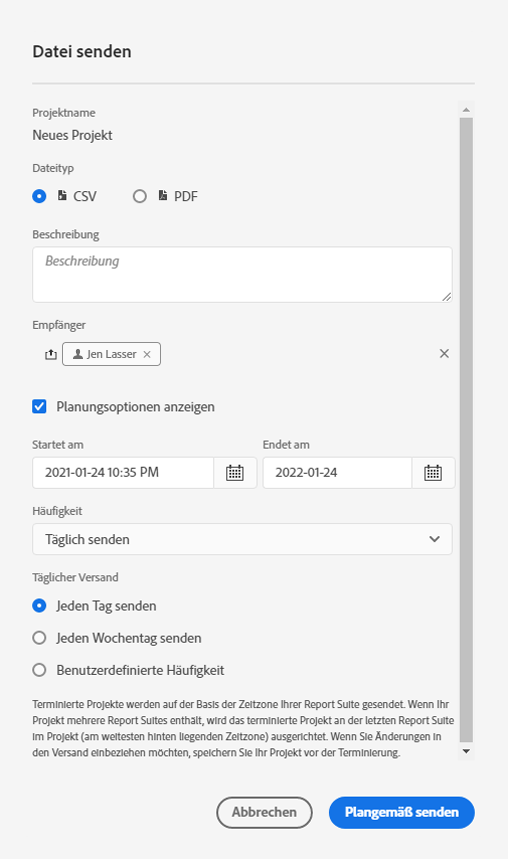 Datei senden
Projektname
Neues Projekt
Dateityp
CSV PDF
Beschreibung
Beschreibung
Empfänger
Jen Lasser
Planungsoptionen anzeigen
Startet am Endet am
2021-01-24 10:35 PM 2022-01-24
Häufigkeit
Täglich senden
Täglicher Versand
Jeden Tag senden
Jeden Wochentag senden
Benutzerdefinierte Häufigkeit
Terminierte Projekte werden auf der Basis der Zeitzone Ihrer Report Suite gesendet. Wenn Ihr
Projekt mehrere Report Suites enthält, wird das terminierte Projekt an der letzten Report Suite
im Projekt (am weitesten hinten liegenden Zeitzone) ausgerichtet. Wenn Sie Änderungen in
den Versand einbeziehen möchten, speichern Sie Ihr Projekt vor der Terminierung.
Abbrechen Plangemäß senden